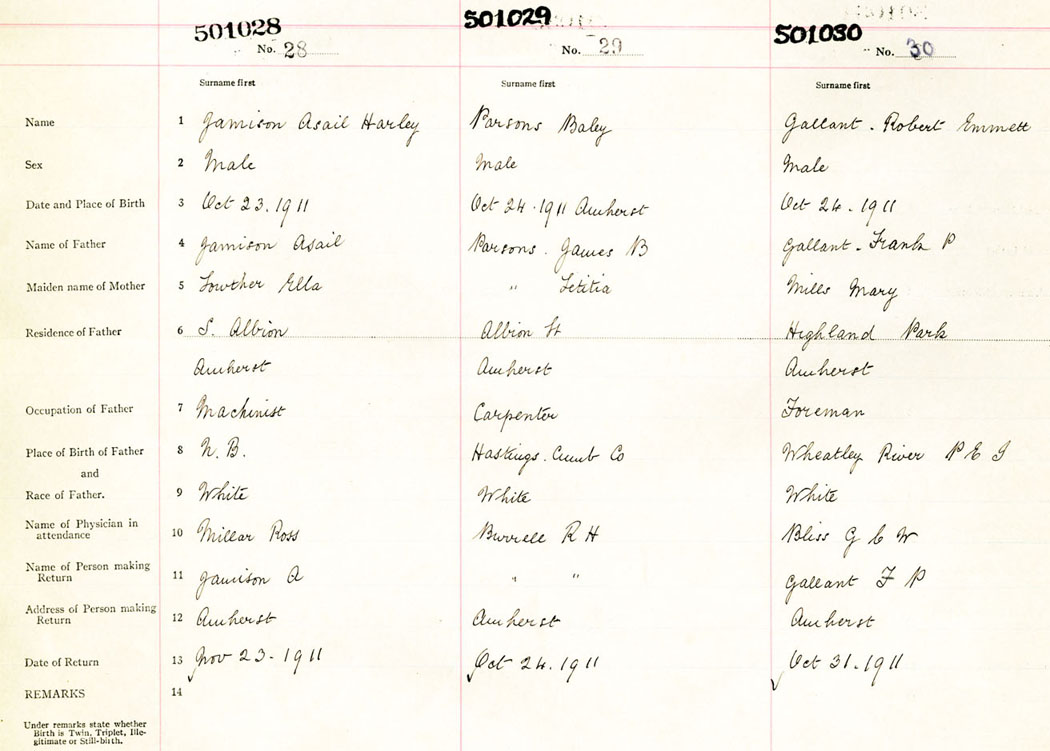 501028 501029 501030
No. 28 No. 29 No. 30
Surname first Surname first Surname first
Name 1 Jamison Asail Harley Parsons Baley Gallant. Robert Emmett
Sex 2 Male Male Male
Date and Place of Birth 3 Oct 23. 1911 Oct 24. 1911 Amherst Oct 24. 1911
Name of Father 4 Jamison Asail Parsons. James B Gallant. Frank P
Maiden name of Mother 5 Lowther Ella " Letitia Mills Mary
Residence of Father 6 S. Albion Albion St Highland Park
Amherst Amherst Amherst
Occupation of Father 7 Machinist Carpenter Foreman
Place of Birth of Father 8 N. B. Hastings. Cumb Co Wheatley River P E I
and
Race of Father. 9 White White White
Name of Physician in
attendance 10 Millar Ross Burrell R H Bliss G C W
Name of Person making
Return 11 Jamison A " " Gallant F P
Address of Person making
Return 12 Amherst Amherst Amherst
Date of Return 13 Nov 23. 1911 Oct 24. 1911 Oct 31. 1911
REMARKS 14
Under remarks state whether
Birth is Twin, Triplet, Ille-
gitimate or Still-birth.